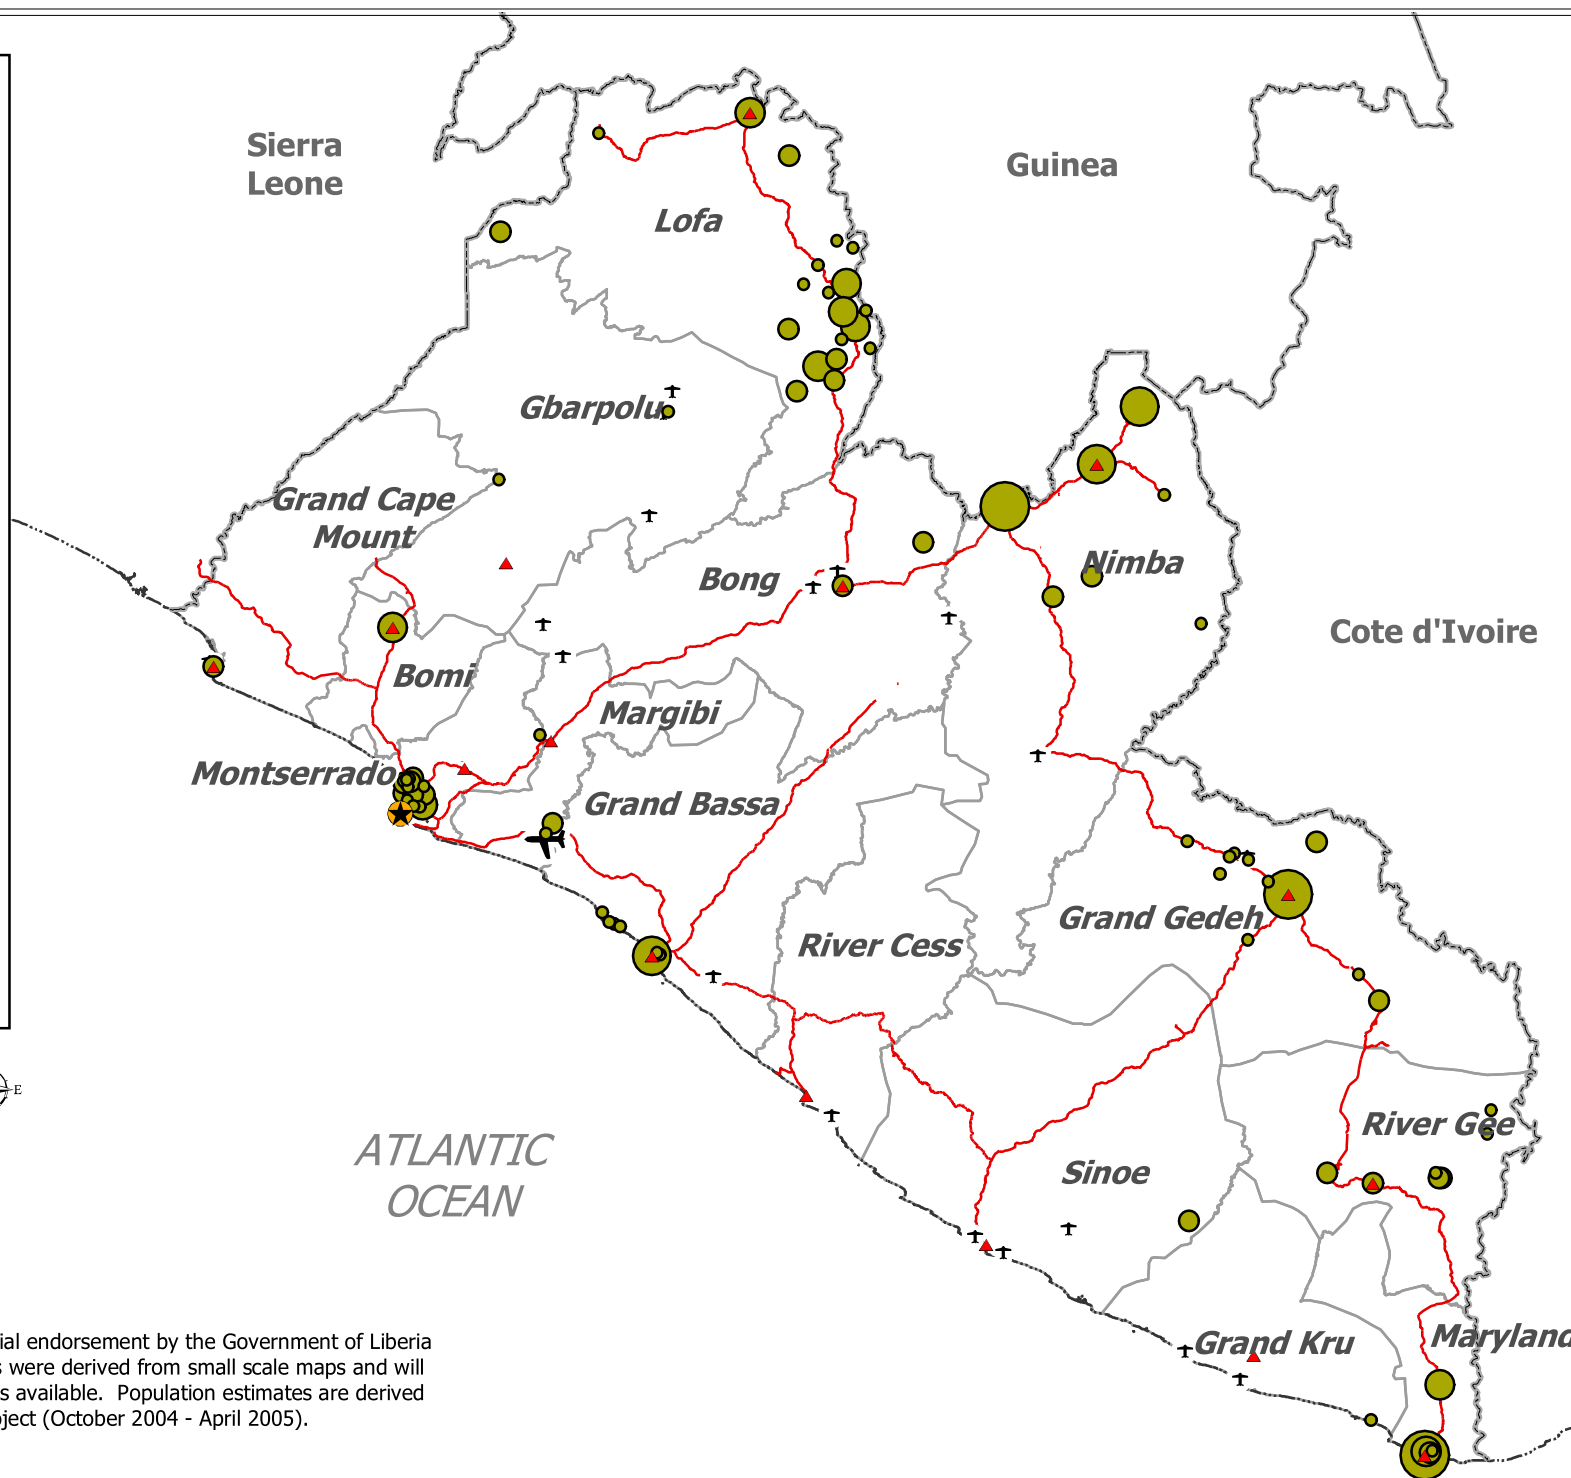 Sierra
Leone
Guinea
Lofa
Gbarpolu
Grand Cape
Mount
Nimba
Bong
Cote d'Ivoire
Bomi
Margibi
Montserrado
Grand Bassa
Grand Gedeh
River Cess
E
River Gee
ATLANTIC
OCEAN
Sinoe
Grand Kru
Maryland
ial endorsement by the Government of Liberia
s were derived from small scale maps and will
s available. Population estimates are derived
ject (October 2004 - April 2005).